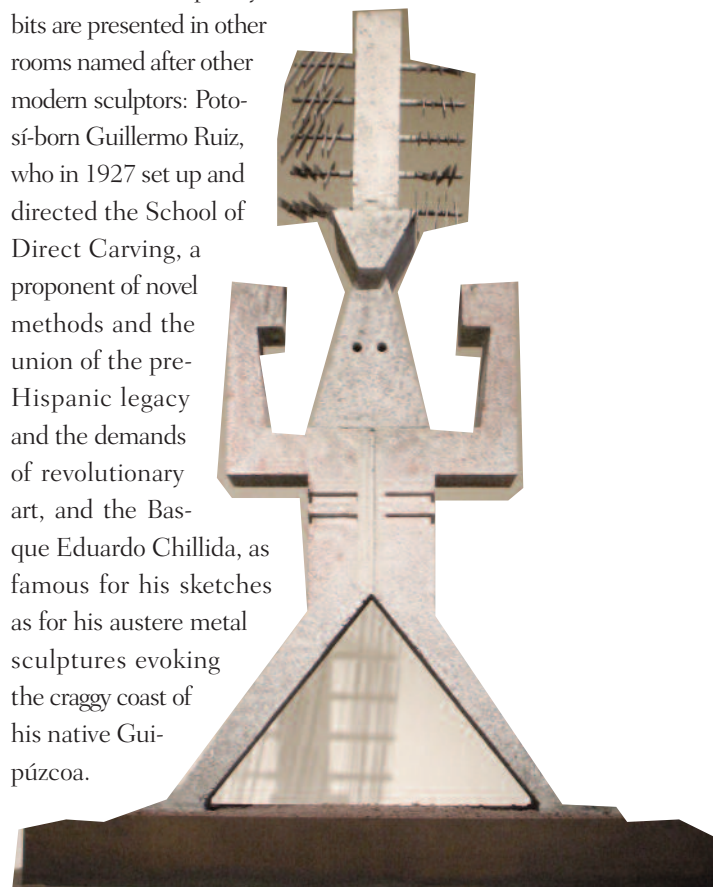 bits are presented in other
rooms named after other
modern sculptors: Poto-
sí-born Guillermo Ruiz,
who in 1927 set up and
directed the School of
Direct Carving, a
proponent of novel
methods and the
union of the pre-
Hispanic legacy
and the demands
of revolutionary
art, and the Bas-
que Eduardo Chillida, as
famous for his sketches
as for his austere metal
sculptures evoking
the craggy coast of
his native Gui-
púzcoa.